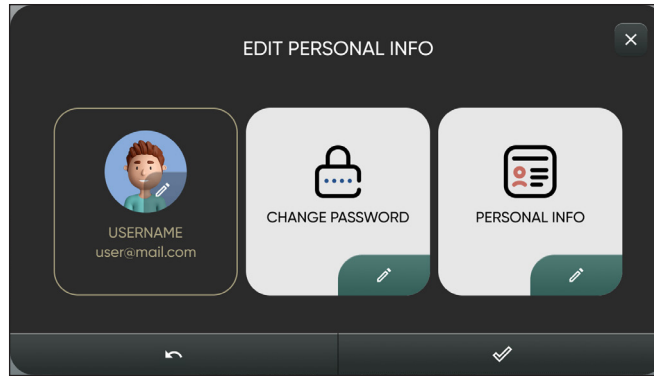 EDIT PERSONAL INFO
USERNAME
user@mail.com
CHANGE PASSWORD
PERSONAL INFO